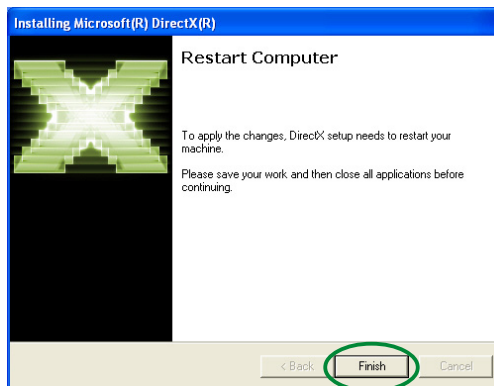 Installing Microsoft(R) DirectX(R)
Restart Computer
To apply the changes, DirectX setup needs to restart your
machine.
Please save your work and then close all applications before
continuing.
< Back Finish Cancel